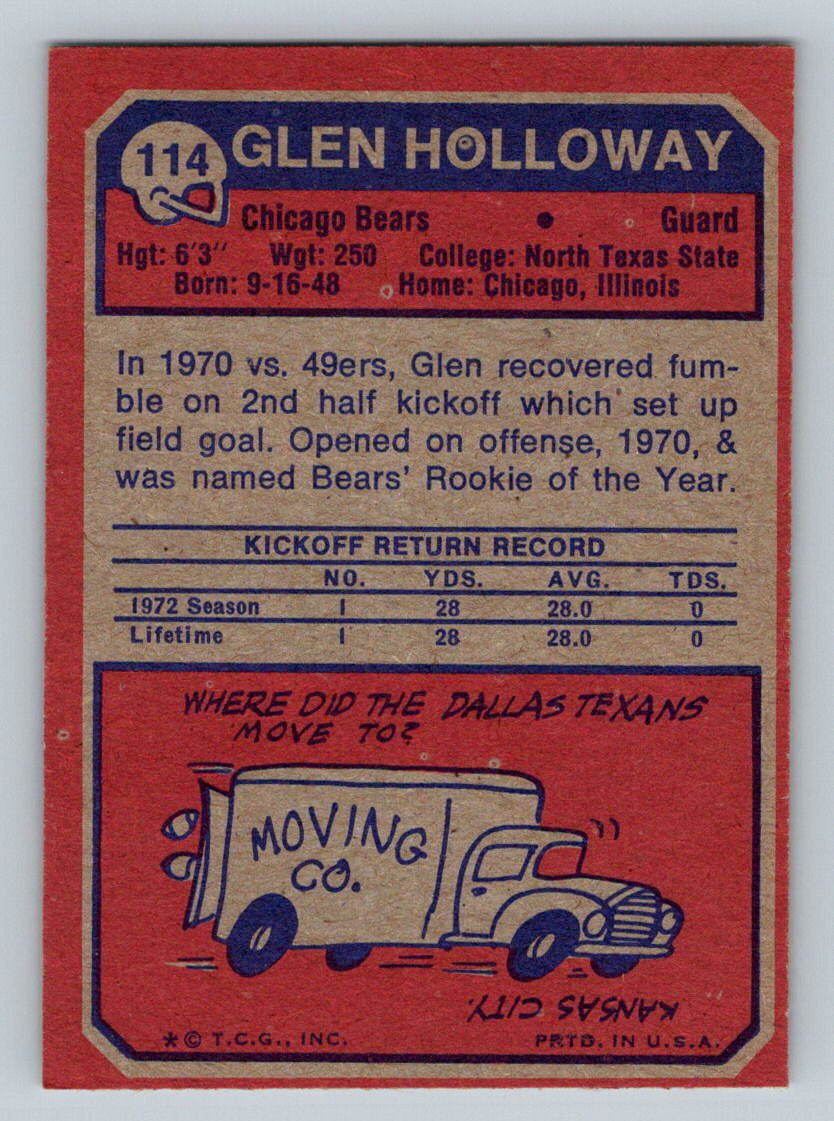 114 GLEN HOLLOWAY
Chicago Bears • Guard
Hgt: 6'3" Wgt: 250 College: North Texas State
Born: 9-16-48 Home: Chicago, Illinois
In 1970 vs. 49ers, Glen recovered fum-
ble on 2nd half kickoff which set up
field goal. Opened on offense, 1970, &
was named Bears' Rookie of the Year.
KICKOFF RETURN RECORD
NO. YDS. AVG. TDS.
1972 Season 1 28 28.0 0
Lifetime 1 28 28.0 0
WHERE DID THE DALLAS TEXANS
MOVE TO?
MOVING
CO.
KANSAS CITY.
* © T.C.G., INC. PRTD. IN U.S.A.